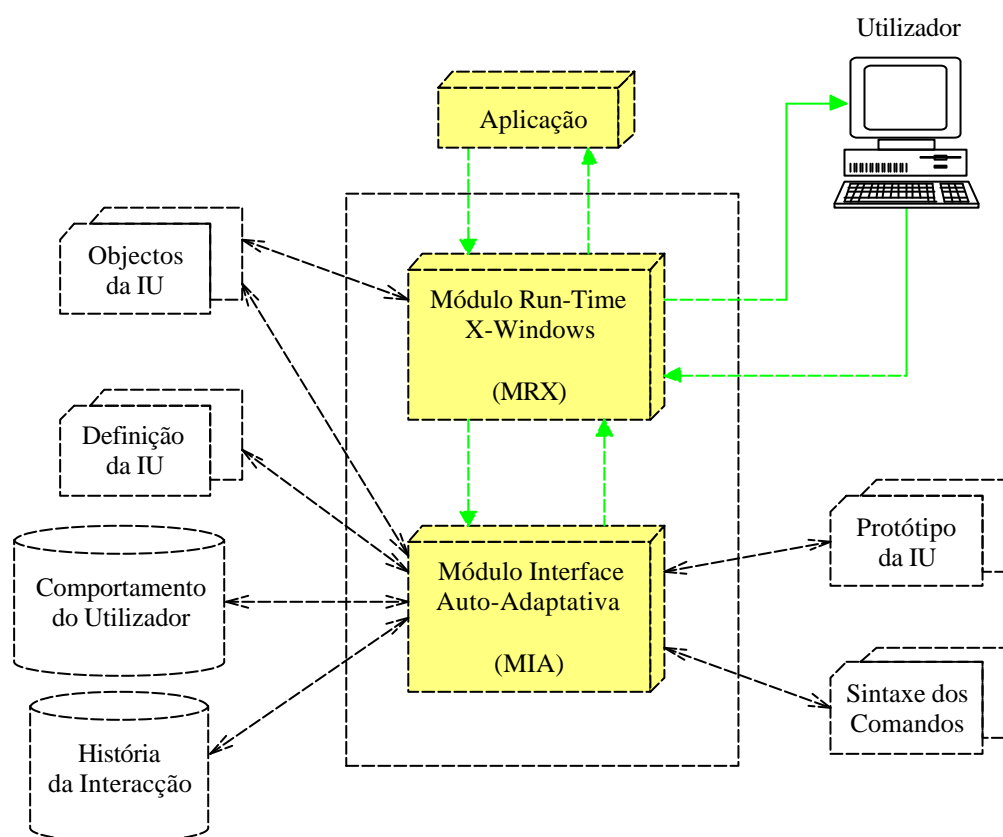 Utilizador
Aplicação
Objectos
da IU
Módulo Run-Time
X-Windows
(MRX)
Definição
da IU
Comportamento
do Utilizador
História
da Interacção
Módulo Interface
Auto-Adaptativa
(MIA)
Protótipo
da IU
Sintaxe dos
Comandos